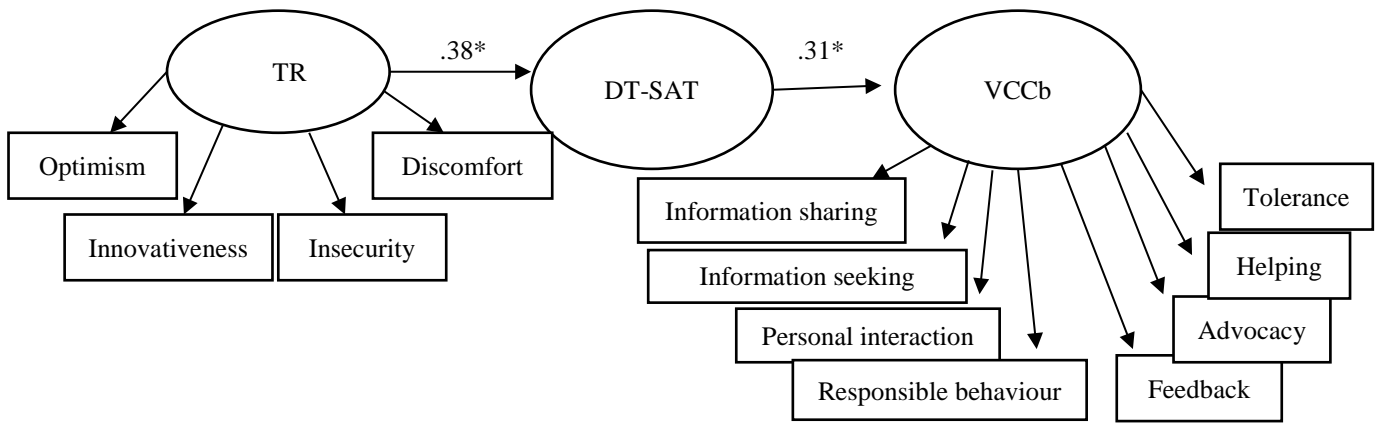 TR
.38*
DT-SAT
.31*
VCCb
Optimism
Discomfort
Innovativeness
Insecurity
Information sharing
Information seeking
Personal interaction
Responsible behaviour
Tolerance
Helping
Advocacy
Feedback